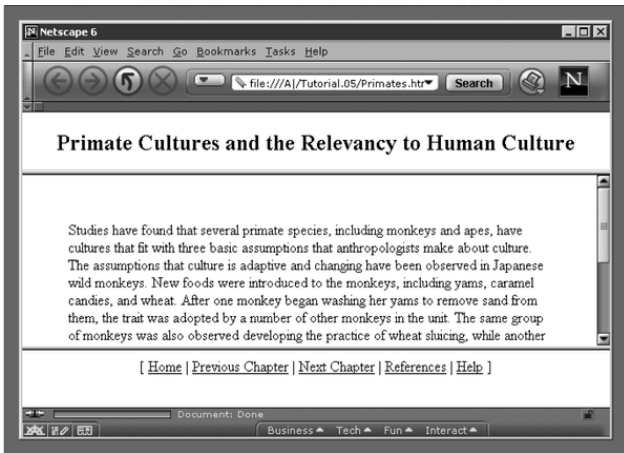 Netscape 6
File Edit View Search Go Bookmarks Tasks Help
file:///A|/Tutorial.05/Primates.htm Search N
Primate Cultures and the Relevancy to Human Culture
Studies have found that several primate species, including monkeys and apes, have
cultures that fit with three basic assumptions that anthropologists make about culture.
The assumptions that culture is adaptive and changing have been observed in Japanese
wild monkeys. New foods were introduced to the monkeys, including yams, caramel
candies, and wheat. After one monkey began washing her yams to remove sand from
them, the trait was adopted by a number of other monkeys in the unit. The same group
of monkeys was also observed developing the practice of wheat sluicing, while another
[ Home | Previous Chapter | Next Chapter | References | Help ]
Document: Done
Business Tech Fun Interact